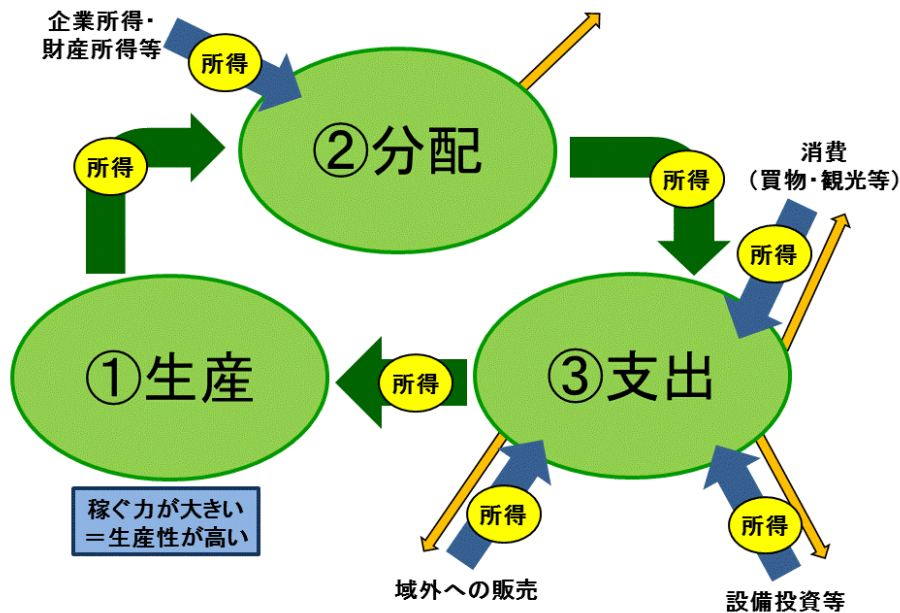 企業所得・
財産所得等
所得
②分配
所得
所得
消費
（買物・観光等）
所得
①生産
所得
③支出
稼ぐ力が大きい
＝生産性が高い
所得
所得
域外への販売
設備投資等